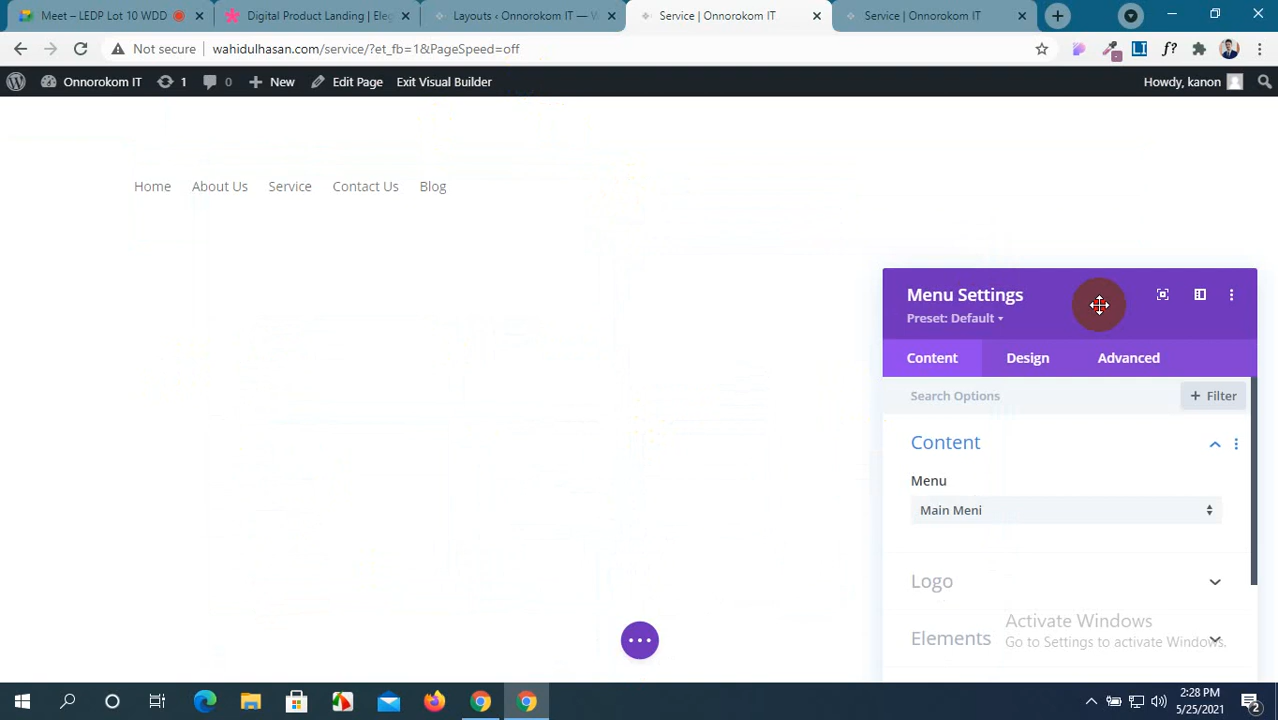 Meet – LEDP Lot 10 WDD
Digital Product Landing | Eleg
Layouts ‹ Onnorokom IT — W
Service | Onnorokom IT
Service | Onnorokom IT
Not secure
wahidulhasan.com/service/?et_fb=1&PageSpeed=off
Onnorokom IT
1
0
New
Edit Page
Exit Visual Builder
Howdy, kanon
Home
About Us
Service
Contact Us
Blog
Menu Settings
Preset: Default
Content
Design
Advanced
Search Options
+ Filter
Content
Menu
Main Meni
Logo
Elements
Activate Windows
Go to Settings to activate Windows.
2:28 PM
5/25/2021
2